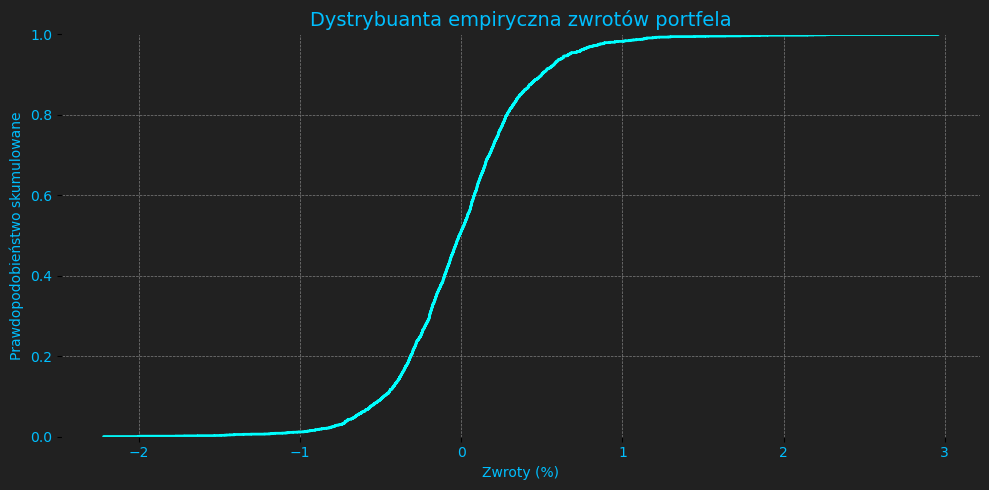 Dystrybuanta empiryczna zwrotów portfela
Prawdopodobieństwo skumulowane
1.0
0.8
0.6
0.4
0.2
0.0
−2 −1 0 1 2 3
Zwroty (%)